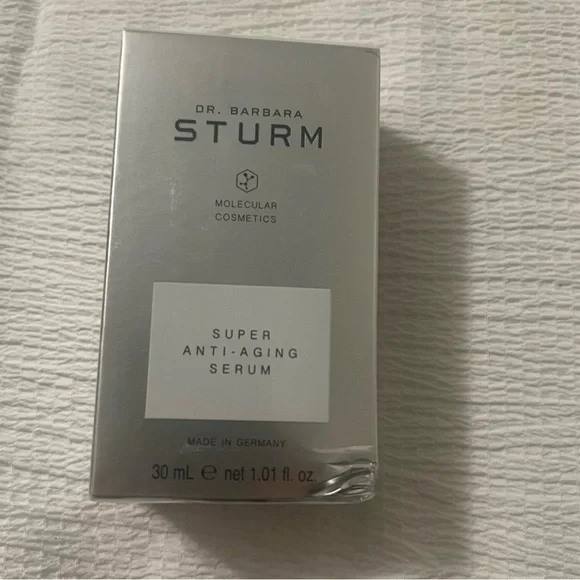 DR. BARBARA
STURM
MOLECULAR
COSMETICS
SUPER
ANTI-AGING
SERUM
MADE IN GERMANY
30 mL ℮ net 1.01 fl. oz.